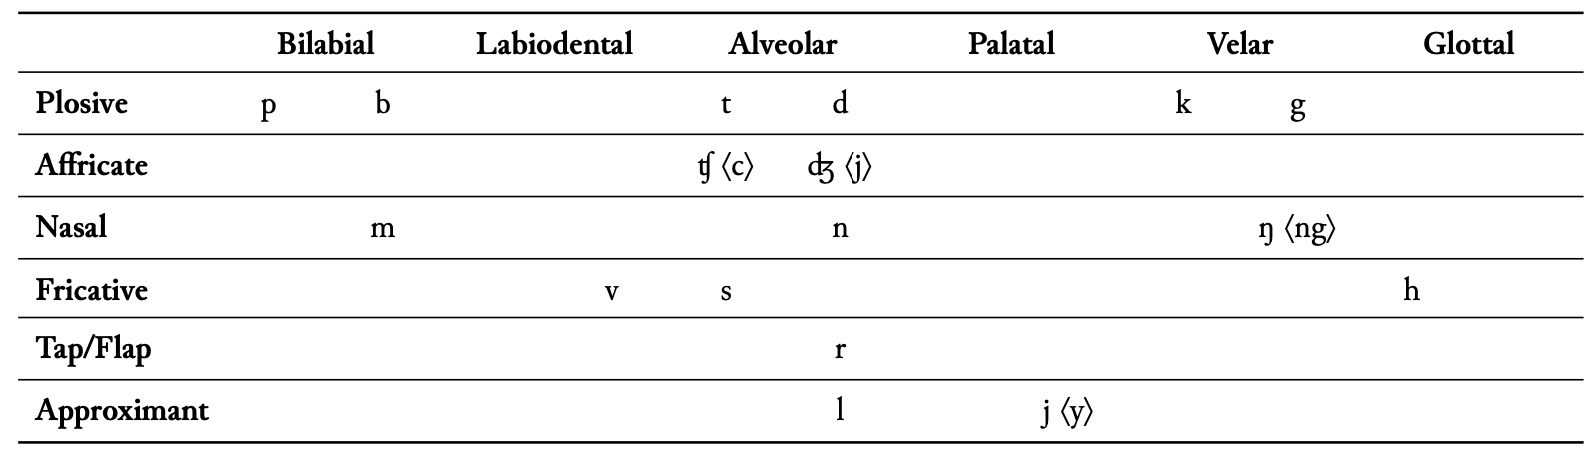 Bilabial Labiodental Alveolar Palatal Velar Glottal
Plosive p b t d k g
Affricate ʧ ⟨c⟩ ʤ ⟨j⟩
Nasal m n ŋ ⟨ng⟩
Fricative v s h
Tap/Flap r
Approximant l j ⟨y⟩